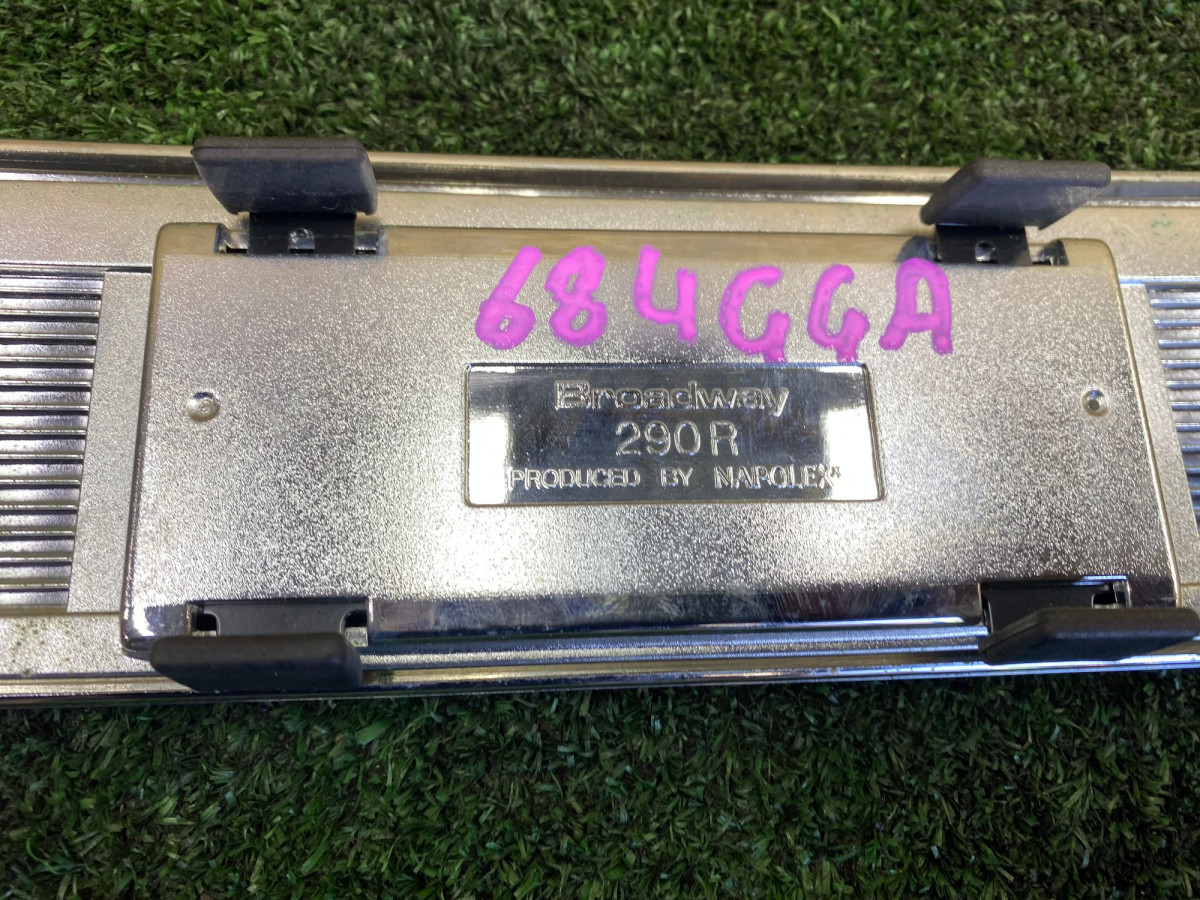 684GGA
Broadway
290R
"PRODUCED BY NAPOLEX"